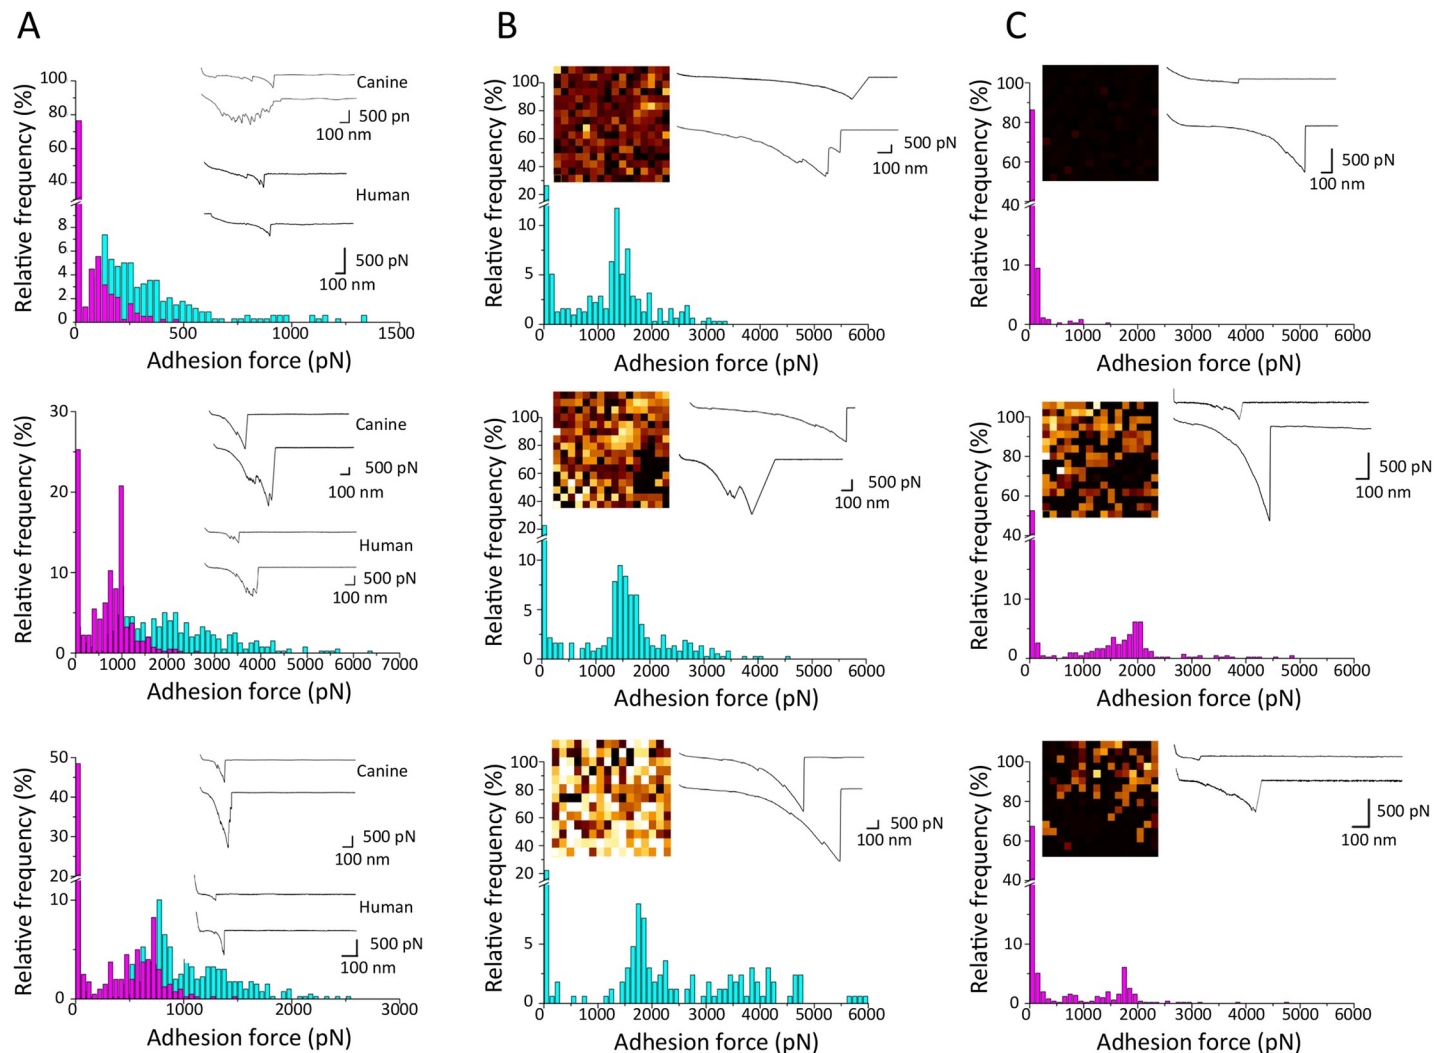 A
B
C
Relative frequency (%)
100
80
60
40
8
6
4
2
0
0
500
1000
1500
Adhesion force (pN)
Canine
500 pn
100 nm
Human
500 pN
100 nm
Relative frequency (%)
100
80
60
40
20
10
5
0
0
1000
2000
3000
4000
5000
6000
Adhesion force (pN)
500 pN
100 nm
Relative frequency (%)
100
80
60
40
10
0
0
1000
2000
3000
4000
5000
6000
Adhesion force (pN)
500 pN
100 nm
Relative frequency (%)
30
20
10
0
0
1000
2000
3000
4000
5000
6000
7000
Adhesion force (pN)
Canine
500 pN
100 nm
Human
500 pN
100 nm
Relative frequency (%)
100
80
60
40
20
10
5
0
0
1000
2000
3000
4000
5000
6000
Adhesion force (pN)
500 pN
100 nm
Relative frequency (%)
100
80
60
40
10
0
0
1000
2000
3000
4000
5000
6000
Adhesion force (pN)
500 pN
100 nm
Relative frequency (%)
50
40
30
20
10
0
0
1000
2000
3000
Adhesion force (pN)
Canine
500 pN
100 nm
Human
500 pN
100 nm
Relative frequency (%)
100
80
60
40
20
5
0
0
1000
2000
3000
4000
5000
6000
Adhesion force (pN)
500 pN
100 nm
Relative frequency (%)
100
80
60
40
10
0
0
1000
2000
3000
4000
5000
6000
Adhesion force (pN)
500 pN
100 nm